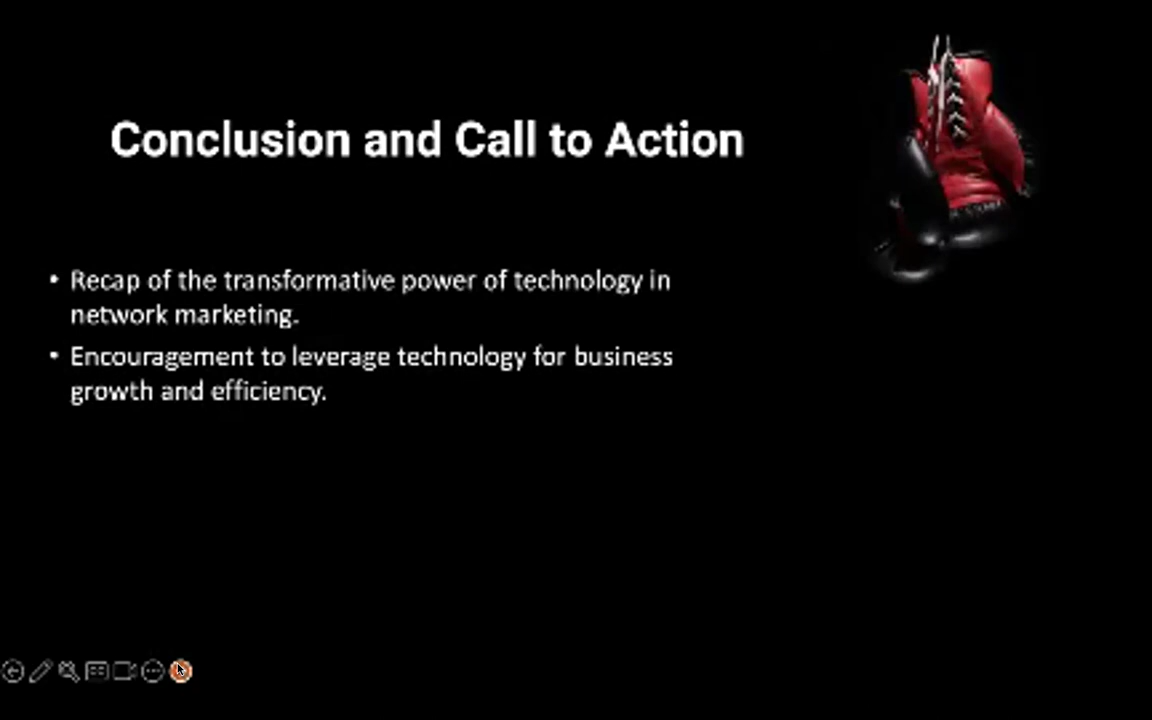 Conclusion and Call to Action
• Recap of the transformative power of technology in
network marketing.
• Encouragement to leverage technology for business
growth and efficiency.